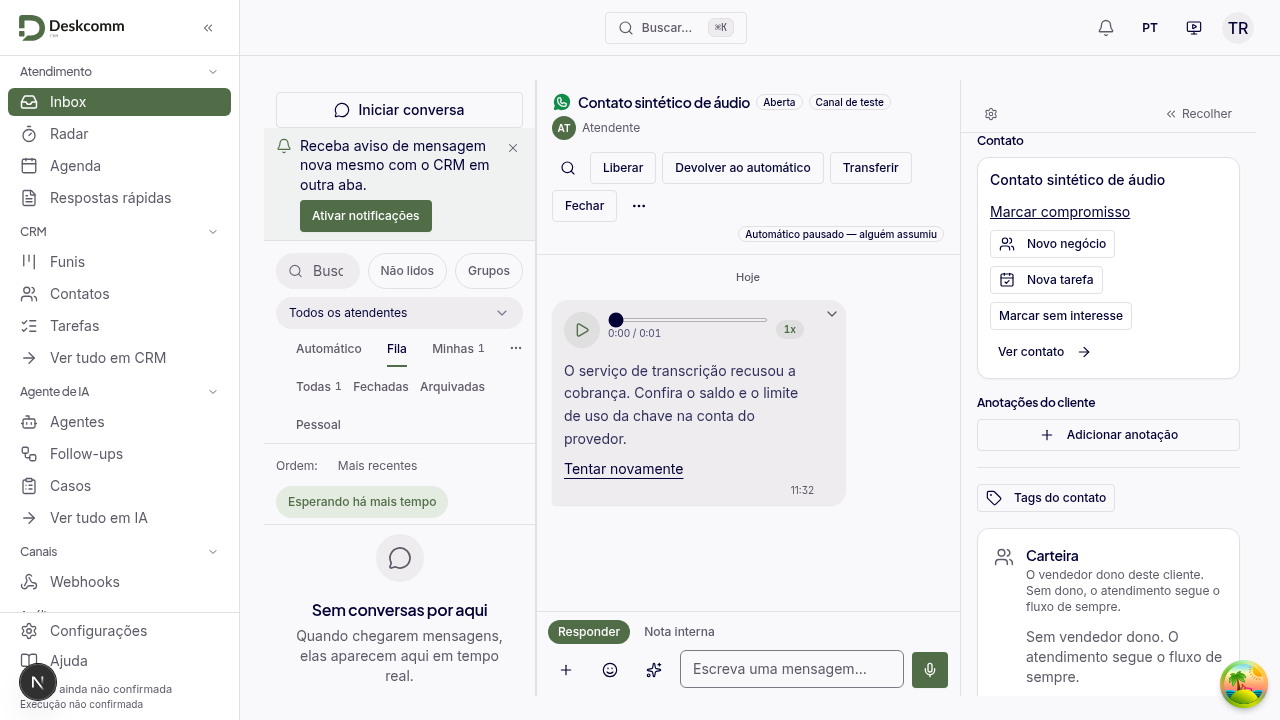 Deskcomm
Buscar...
⌘K
PT
TR
Atendimento
Inbox
Radar
Agenda
Respostas rápidas
CRM
Funis
Contatos
Tarefas
Ver tudo em CRM
Agente de IA
Agentes
Follow-ups
Casos
Ver tudo em IA
Canais
Webhooks
Configurações
Ajuda
N
ainda não confirmada
Execução não confirmada
Iniciar conversa
Receba aviso de mensagem
nova mesmo com o CRM em
outra aba.
Ativar notificações
Busc
Não lidos
Grupos
Todos os atendentes
Automático
Fila
Minhas 1
Todas 1
Fechadas
Arquivadas
Pessoal
Ordem:
Mais recentes
Esperando há mais tempo
Sem conversas por aqui
Quando chegarem mensagens,
elas aparecem aqui em tempo
real.
Contato sintético de áudio
Aberta
Canal de teste
AT
Atendente
Liberar
Devolver ao automático
Transferir
Fechar
Automático pausado — alguém assumiu
Hoje
0:00 / 0:01
1x
O serviço de transcrição recusou a
cobrança. Confira o saldo e o limite
de uso da chave na conta do
provedor.
Tentar novamente
11:32
Responder
Nota interna
Escreva uma mensagem...
Recolher
Contato
Contato sintético de áudio
Marcar compromisso
Novo negócio
Nova tarefa
Marcar sem interesse
Ver contato
Anotações do cliente
Adicionar anotação
Tags do contato
Carteira
O vendedor dono deste cliente.
Sem dono, o atendimento segue o
fluxo de sempre.
Sem vendedor dono. O
atendimento segue o fluxo de
sempre.